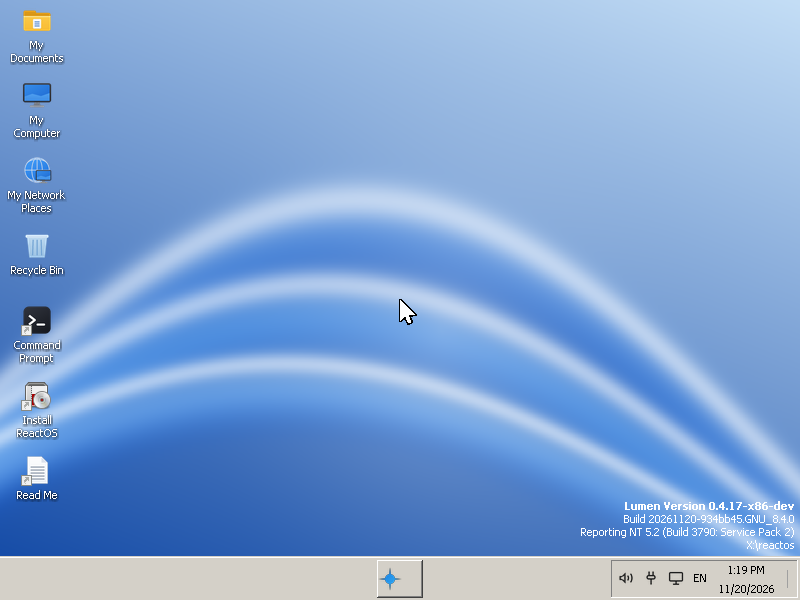 My
Documents
My
Computer
My Network
Places
Recycle Bin
Command
Prompt
Install
ReactOS
Read Me
Lumen Version 0.4.17-x86-dev
Build 20261120-934bb45.GNU_8.4.0
Reporting NT 5.2 (Build 3790: Service Pack 2)
X:\reactos
EN
1:19 PM
11/20/2026